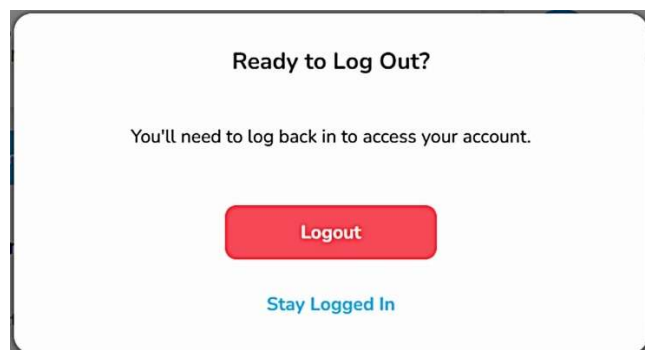 Ready to Log Out?
You'll need to log back in to access your account.
Logout
Stay Logged In